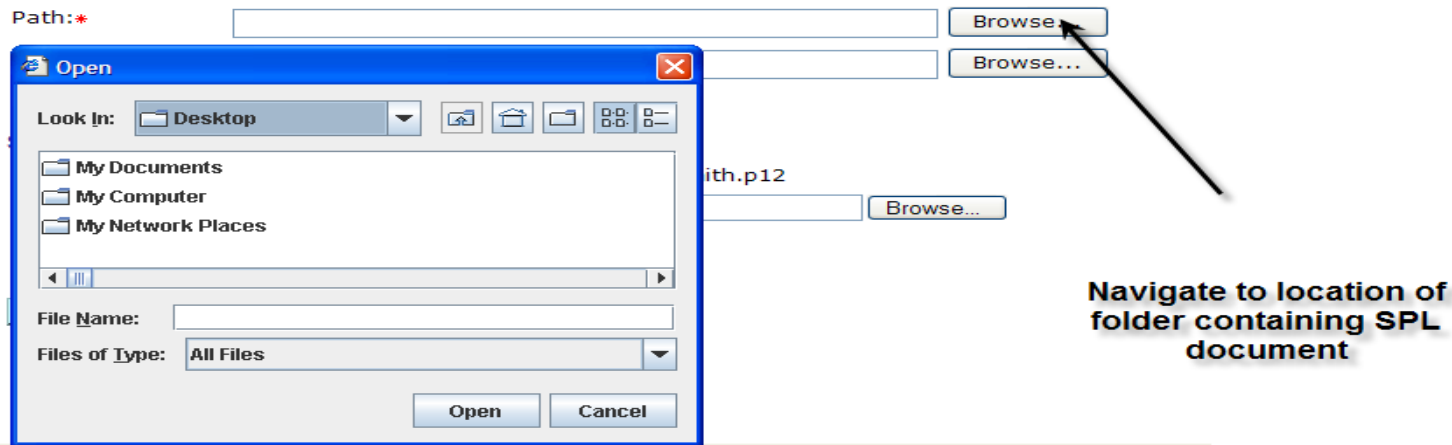 Path:* Browse...
Open
Browse...
Look In: Desktop
My Documents
My Computer
ith.p12
My Network Places
Browse...
File Name:
Files of Type: All Files
Open Cancel
Navigate to location of
folder containing SPL
document